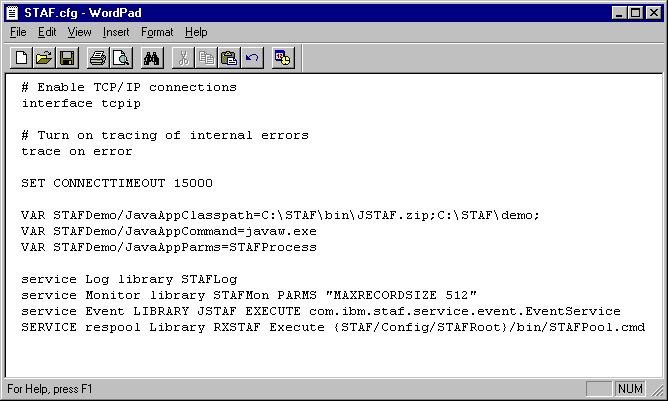 STAF.cfg - WordPad
File Edit View Insert Format Help
# Enable TCP/IP connections
interface tcpip
# Turn on tracing of internal errors
trace on error
SET CONNECTTIMEOUT 15000
VAR STAFDemo/JavaAppClasspath=C:\STAF\bin\JSTAF.zip;C:\STAF\demo;
VAR STAFDemo/JavaAppCommand=javaw.exe
VAR STAFDemo/JavaAppParms=STAFProcess
service Log library STAFLog
service Monitor library STAFMon PARMS "MAXRECORDSIZE 512"
service Event LIBRARY JSTAF EXECUTE com.ibm.staf.service.event.EventService
SERVICE respool Library RXSTAF Execute {STAF/Config/STAFRoot}/bin/STAFPool.cmd
For Help, press F1
NUM